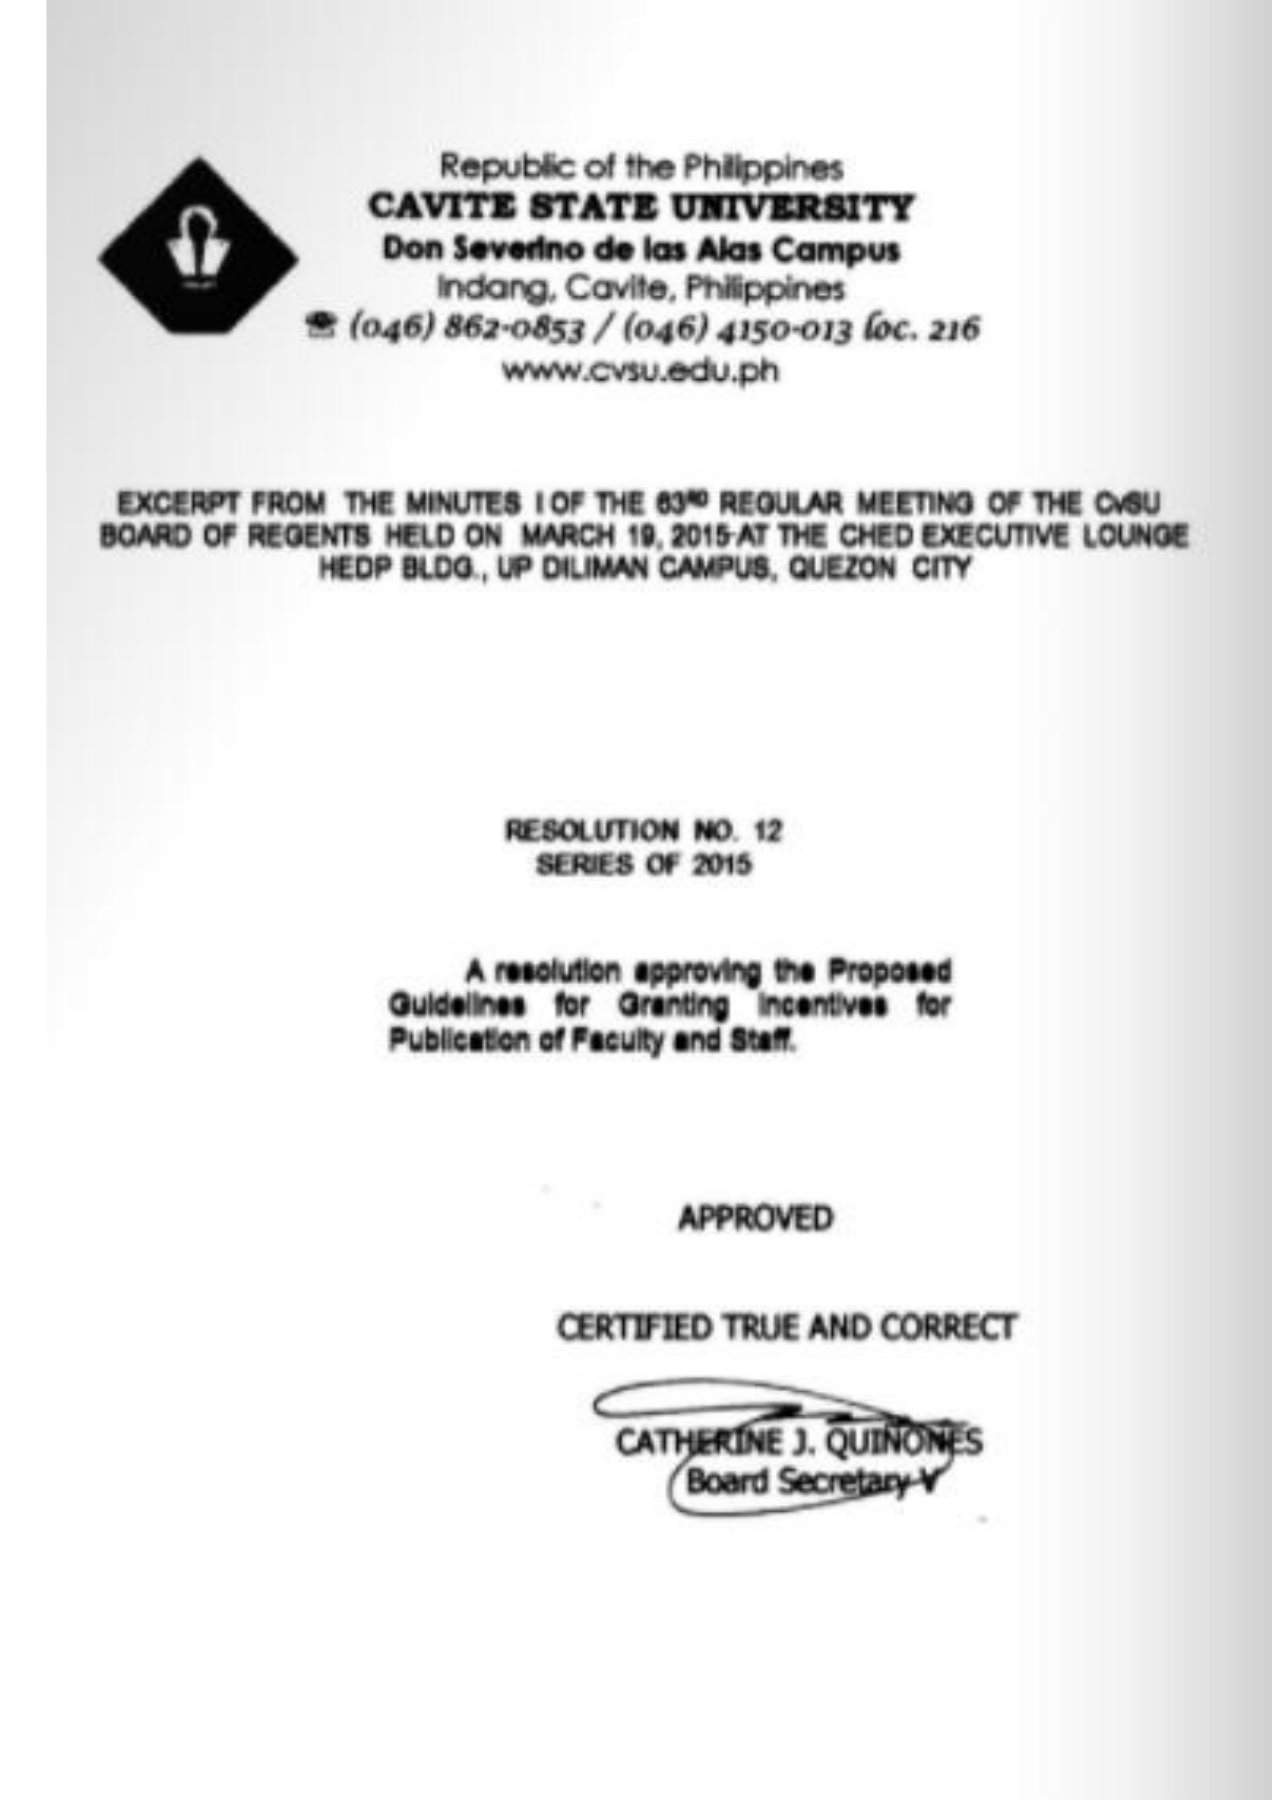 Republic of the Philippines
CAVITE STATE UNIVERSITY
Don Severino de las Alas Campus
Indang, Cavite, Philippines
☎ (046) 862-0853 / (046) 4150-013 loc. 216
www.cvsu.edu.ph
EXCERPT FROM THE MINUTES I OF THE 63RD REGULAR MEETING OF THE CvSU
BOARD OF REGENTS HELD ON MARCH 19, 2015 AT THE CHED EXECUTIVE LOUNGE
HEDP BLDG., UP DILIMAN CAMPUS, QUEZON CITY
RESOLUTION NO. 12
SERIES OF 2015
A resolution approving the Proposed
Guidelines for Granting Incentives for
Publication of Faculty and Staff.
APPROVED
CERTIFIED TRUE AND CORRECT
CATHERINE J. QUIÑONES
Board Secretary V